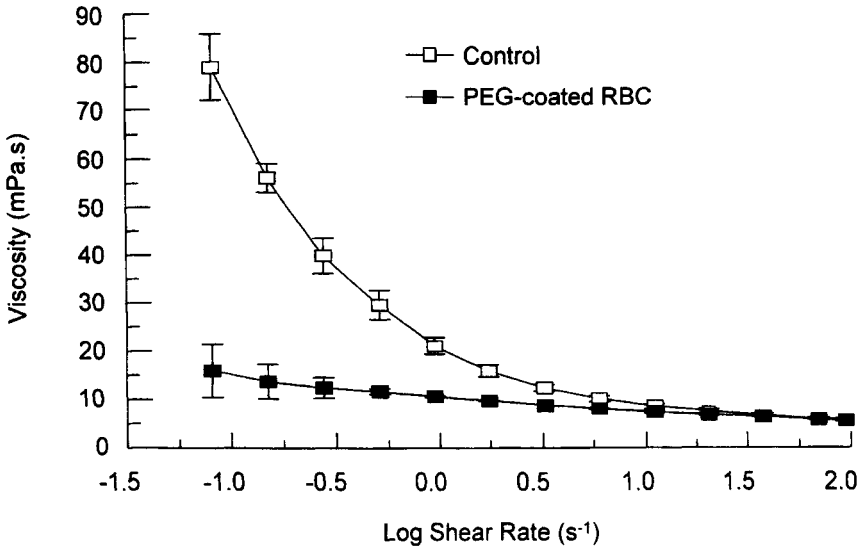 90
80
70
60
50
40
30
20
10
0
Viscosity (mPa.s)
Control
PEG-coated RBC
-1.5 -1.0 -0.5 0.0 0.5 1.0 1.5 2.0
Log Shear Rate (s⁻¹)